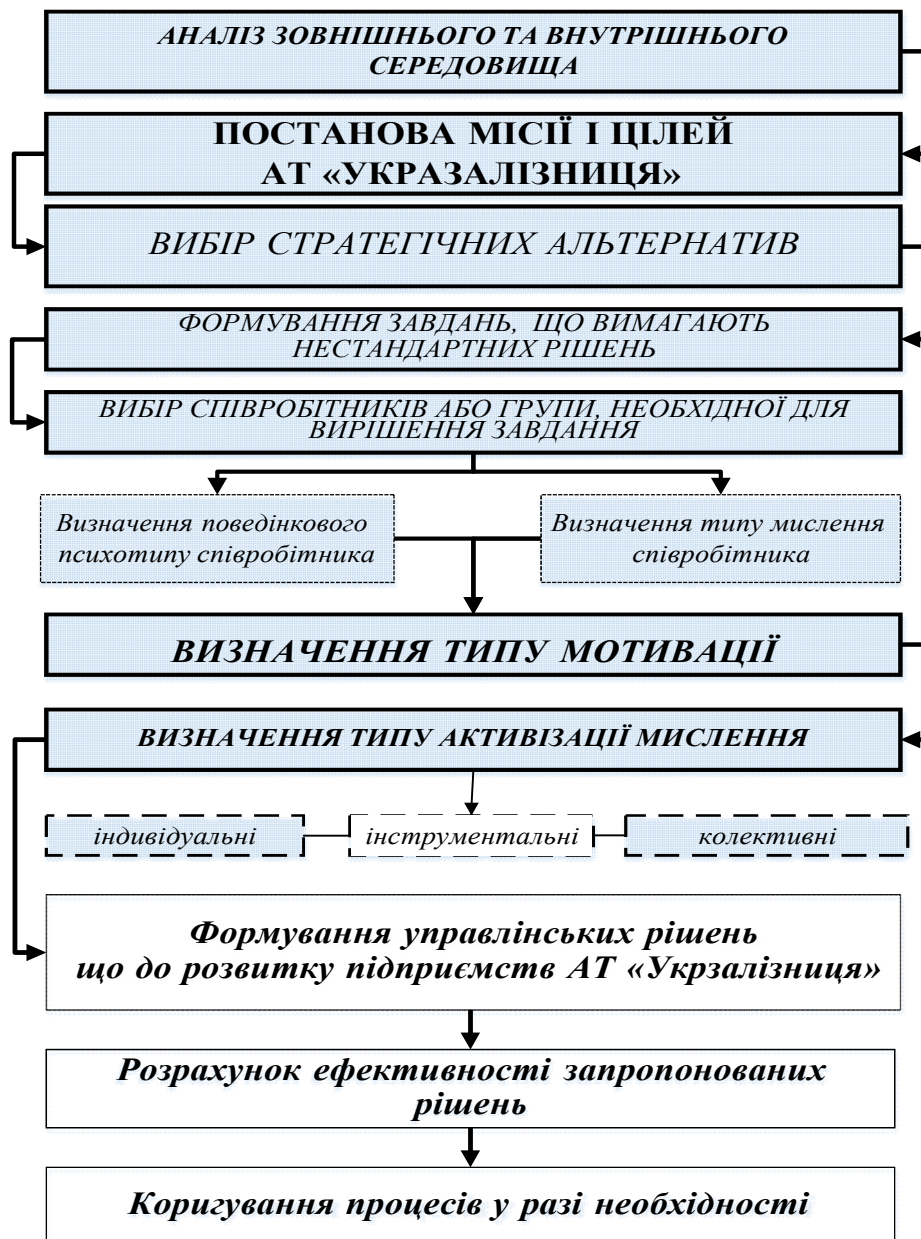 АНАЛІЗ ЗОВНІШНЬОГО ТА ВНУТРІШНЬОГО
СЕРЕДОВИЩА
ПОСТАНОВА МІСІЇ І ЦІЛЕЙ
АТ «УКРАЗАЛІЗНИЦЯ»
ВИБІР СТРАТЕГІЧНИХ АЛЬТЕРНАТИВ
ФОРМУВАННЯ ЗАВДАНЬ, ЩО ВИМАГАЮТЬ
НЕСТАНДАРТНИХ РІШЕНЬ
ВИБІР СПІВРОБІТНИКІВ АБО ГРУПИ, НЕОБХІДНОЇ ДЛЯ
ВИРІШЕННЯ ЗАВДАННЯ
Визначення поведінкового
психотипу співробітника
Визначення типу мислення
співробітника
ВИЗНАЧЕННЯ ТИПУ МОТИВАЦІЇ
ВИЗНАЧЕННЯ ТИПУ АКТИВІЗАЦІЇ МИСЛЕННЯ
індивідуальні
інструментальні
колективні
Формування управлінських рішень
що до розвитку підприємств АТ «Укрзалізниця»
Розрахунок ефективності запропонованих
рішень
Коригування процесів у разі необхідності